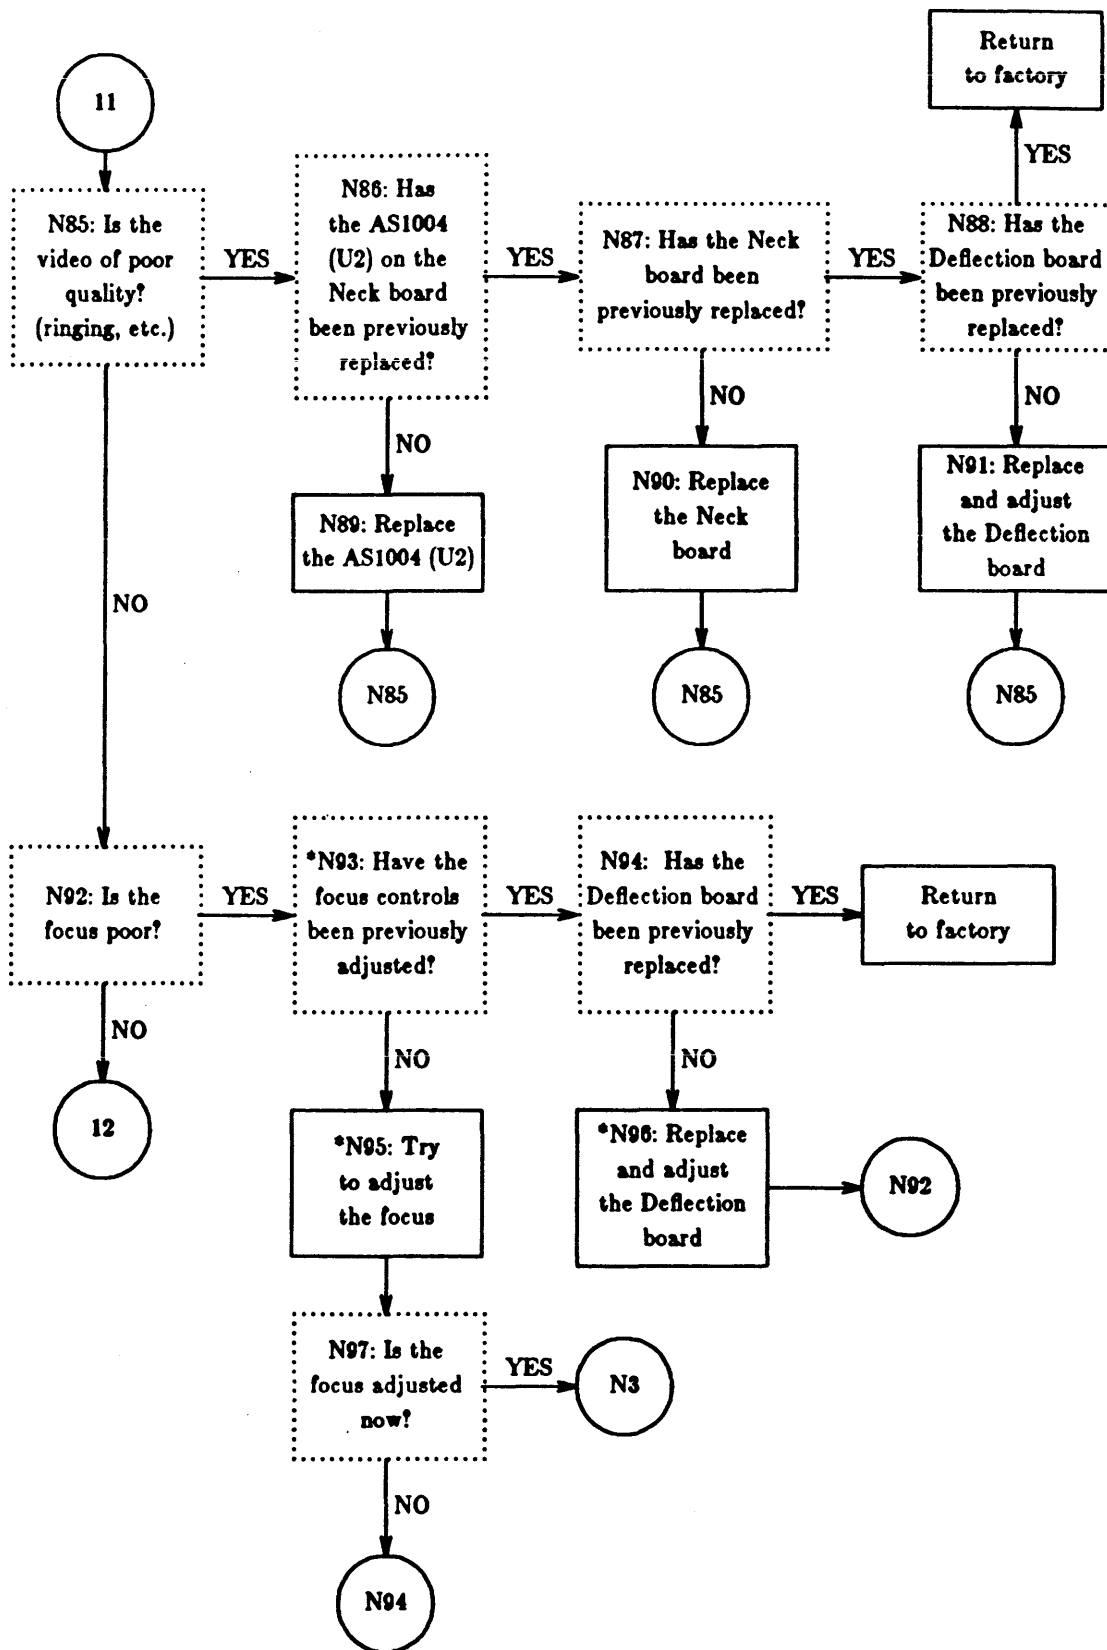 Return
to factory
YES
11
N85: Is the
video of poor
quality?
(ringing, etc.)
YES
N86: Has
the AS1004
(U2) on the
Neck board
been previously
replaced?
YES
N87: Has the Neck
board been
previously replaced?
YES
N88: Has the
Deflection board
been previously
replaced?
NO
NO
NO
NO
N89: Replace
the AS1004 (U2)
N90: Replace
the Neck
board
N91: Replace
and adjust
the Deflection
board
N85
N85
N85
N92: Is the
focus poor?
YES
*N93: Have the
focus controls
been previously
adjusted?
YES
N94: Has the
Deflection board
been previously
replaced?
YES
Return
to factory
NO
NO
NO
12
*N95: Try
to adjust
the focus
*N96: Replace
and adjust
the Deflection
board
N92
N97: Is the
focus adjusted
now?
YES
N3
NO
N94